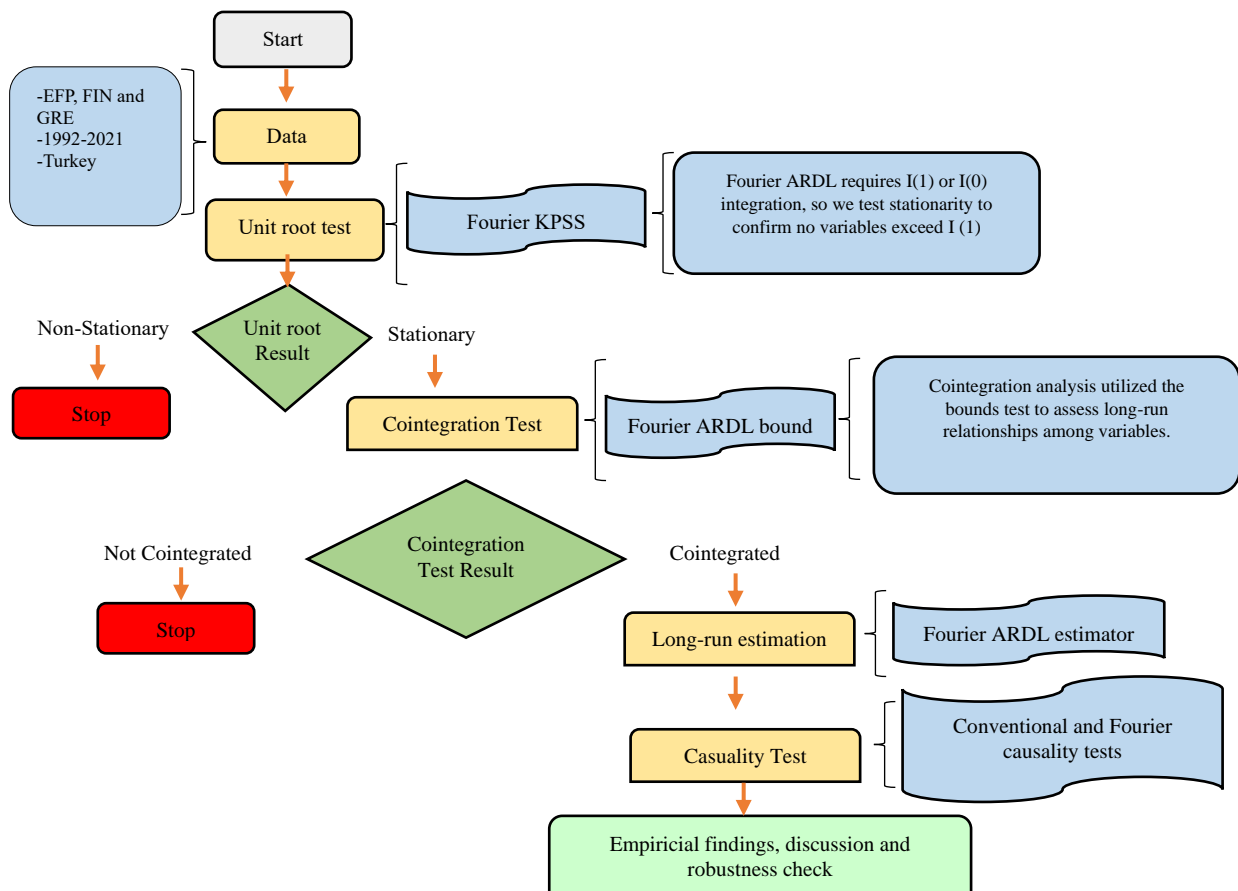 Start
-EFP, FIN and
GRE
-1992-2021
-Turkey
Data
Unit root test
Fourier KPSS
Fourier ARDL requires I(1) or I(0)
integration, so we test stationarity to
confirm no variables exceed I (1)
Unit root
Result
Non-Stationary
Stationary
Stop
Cointegration Test
Fourier ARDL bound
Cointegration analysis utilized the
bounds test to assess long-run
relationships among variables.
Cointegration
Test Result
Not Cointegrated
Cointegrated
Stop
Long-run estimation
Fourier ARDL estimator
Casuality Test
Conventional and Fourier
causality tests
Empiricial findings, discussion and
robustness check